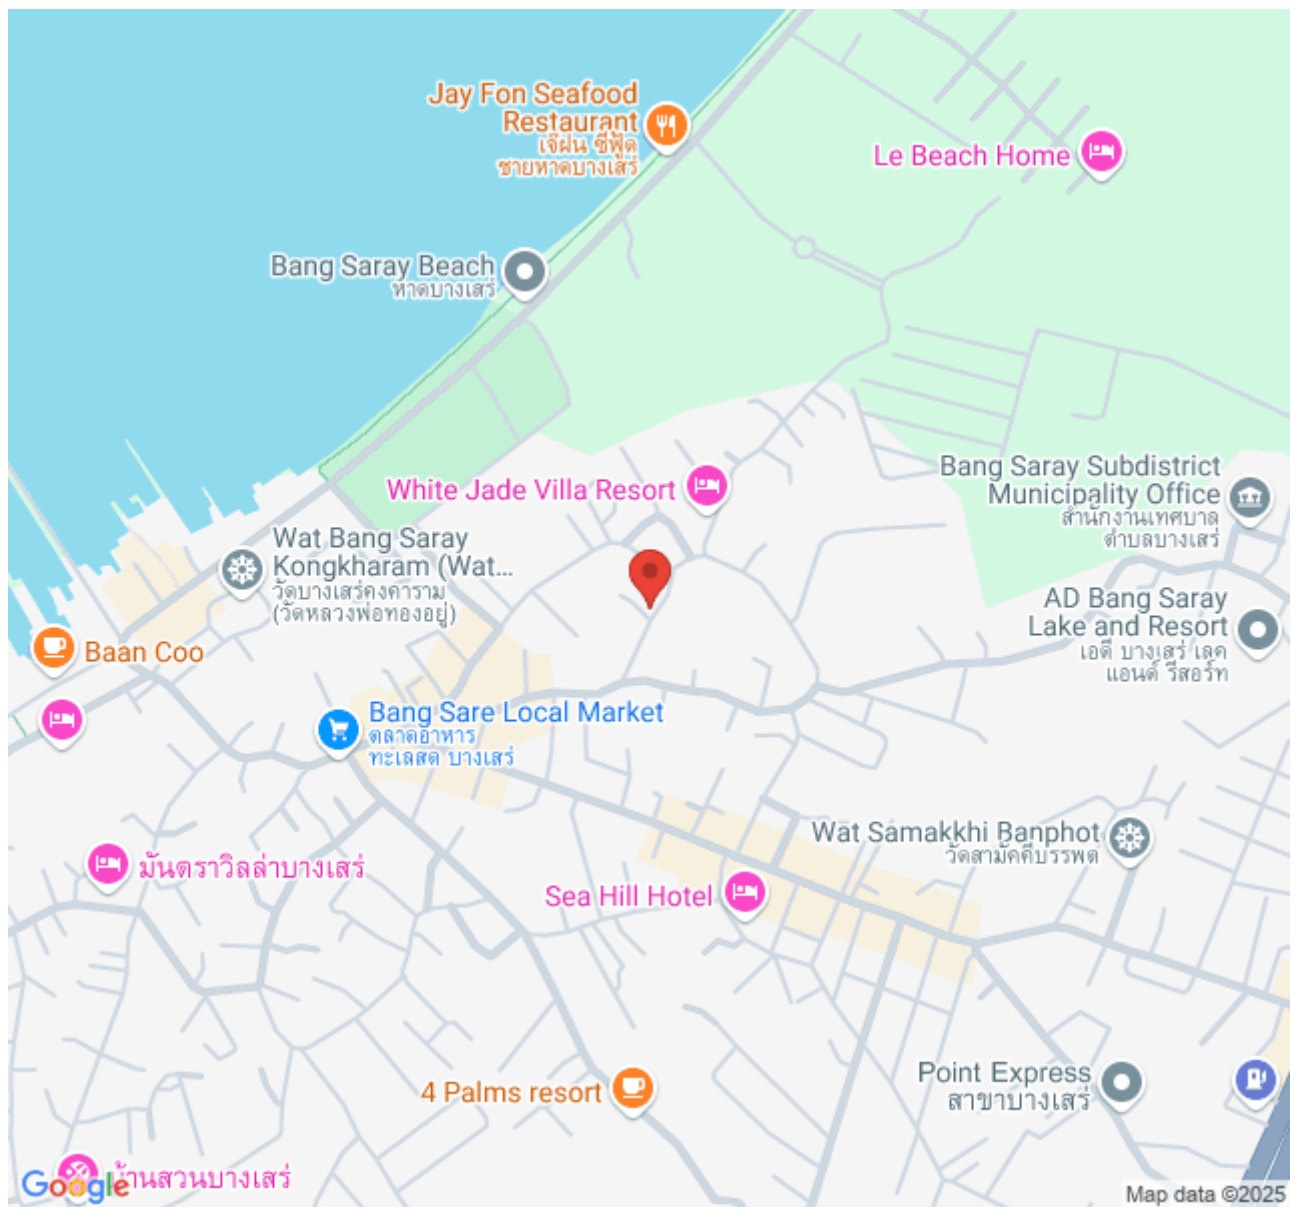 Jay Fon Seafood
Restaurant
เจ๊ฝน ซีฟู้ด
ชายหาดบางเสร่
Le Beach Home
Bang Saray Beach
หาดบางเสร่
White Jade Villa Resort
Bang Saray Subdistrict
Municipality Office
สำนักงานเทศบาล
ตำบลบางเสร่
Wat Bang Saray
Kongkharam (Wat...
วัดบางเสร่คงคาราม
(วัดหลวงพ่อทองอยู่)
AD Bang Saray
Lake and Resort
เอดี บางเสร่ เลค
แอนด์ รีสอร์ท
Baan Coo
Bang Sare Local Market
ตลาดอาหาร
ทะเลสด บางเสร่
Wat Samakkhi Banphot
วัดสามัคคีบรรพต
มันตราวิลล่าบางเสร่
Sea Hill Hotel
Point Express
สาขาบางเสร่
4 Palms resort
บ้านสวนบางเสร่
Google
Map data ©2025